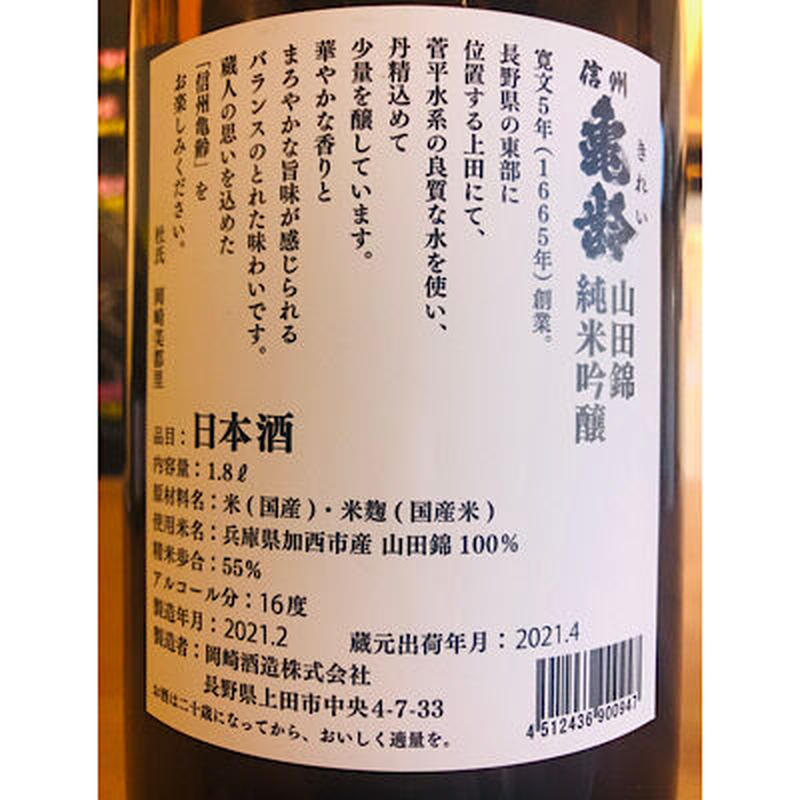 信州
亀齢
きれい
山田錦
純米吟醸
寛文5年(1665年)創業。
長野県の東部に
位置する上田にて、
菅平水系の良質な水を使い、
丹精込めて
少量を醸しています。
華やかな香りと
まろやかな旨味が感じられる
バランスのとれた味わいです。
蔵人の思いを込めた
「信州亀齢」を
お楽しみください。
杜氏 岡崎美都里
品目:日本酒
内容量:1.8ℓ
原材料名:米(国産)・米麹(国産米)
使用米名:兵庫県加西市産 山田錦100%
精米歩合:55%
アルコール分:16度
製造年月:2021.2 蔵元出荷年月:2021.4
製造者:岡崎酒造株式会社
長野県上田市中央4-7-33
お酒は二十歳になってから、おいしく適量を。
4 512436 900947